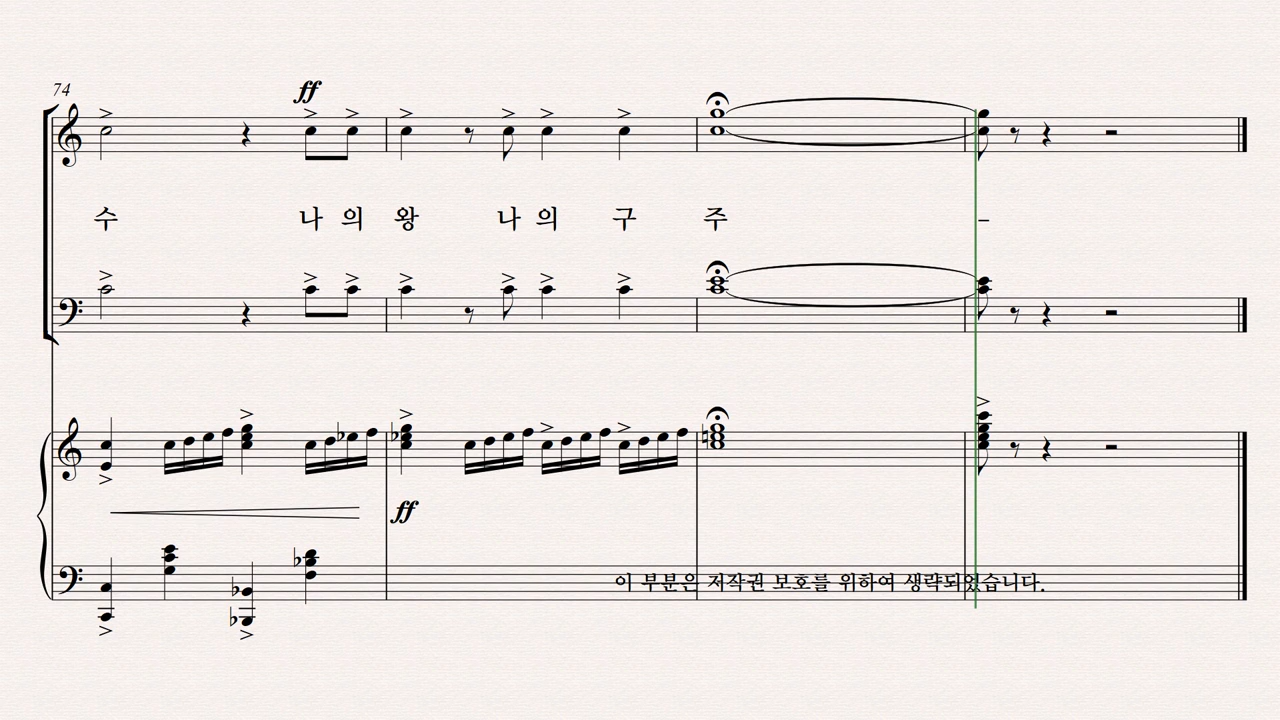 74
ff
수 나 의 왕 나 의 구 주 –
ff
이 부분은 저작권 보호를 위하여 생략되었습니다.